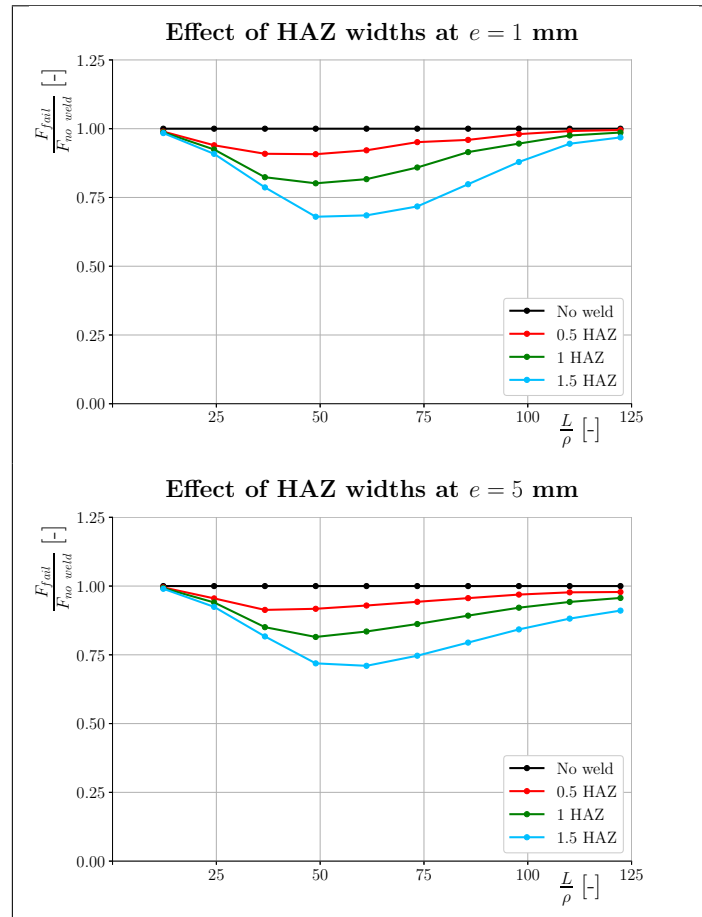 Effect of HAZ widths at e = 1 mm
F_fail / F_no weld [-]
1.25
1.00
0.75
0.50
0.25
0.00
25
50
75
100
125
L / ρ [-]
No weld
0.5 HAZ
1 HAZ
1.5 HAZ
Effect of HAZ widths at e = 5 mm
F_fail / F_no weld [-]
1.25
1.00
0.75
0.50
0.25
0.00
25
50
75
100
125
L / ρ [-]
No weld
0.5 HAZ
1 HAZ
1.5 HAZ